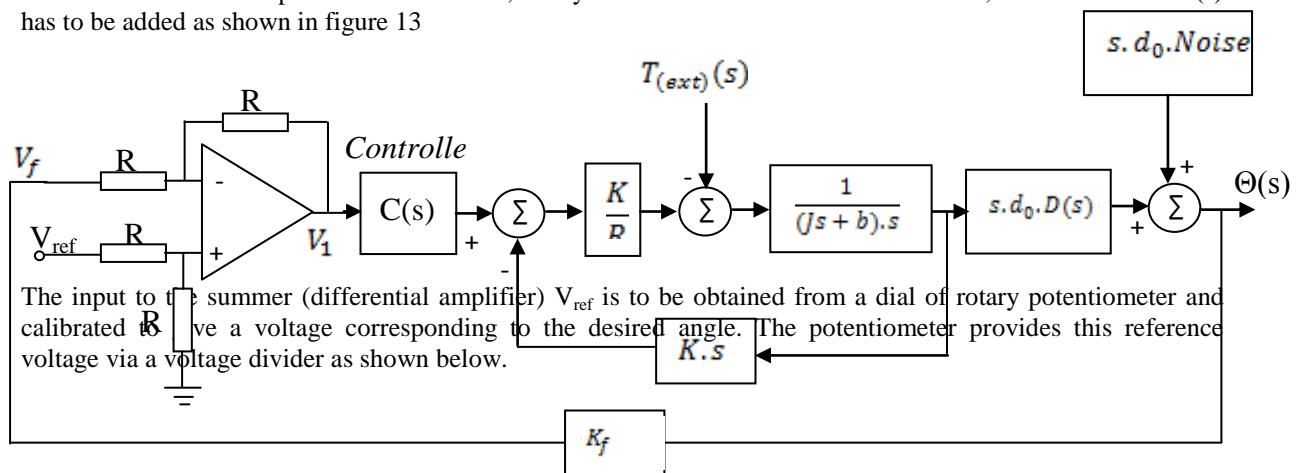 has to be added as shown in figure 13
s.d₀.Noise
T₍ₑₓₜ₎(s)
R
R
V_f
Controlle
-
+
V_ref
R
R
V₁
C(s)
Σ
+
-
K
Σ
-
1
(Js + b).s
s.d₀.D(s)
Σ
+
+
Θ(s)
The input to the summer (differential amplifier) V_ref is to be obtained from a dial of rotary potentiometer and
calibrated to ve a voltage corresponding to the desired angle. The potentiometer provides this reference
voltage via a voltage divider as shown below.
K.s
K_f